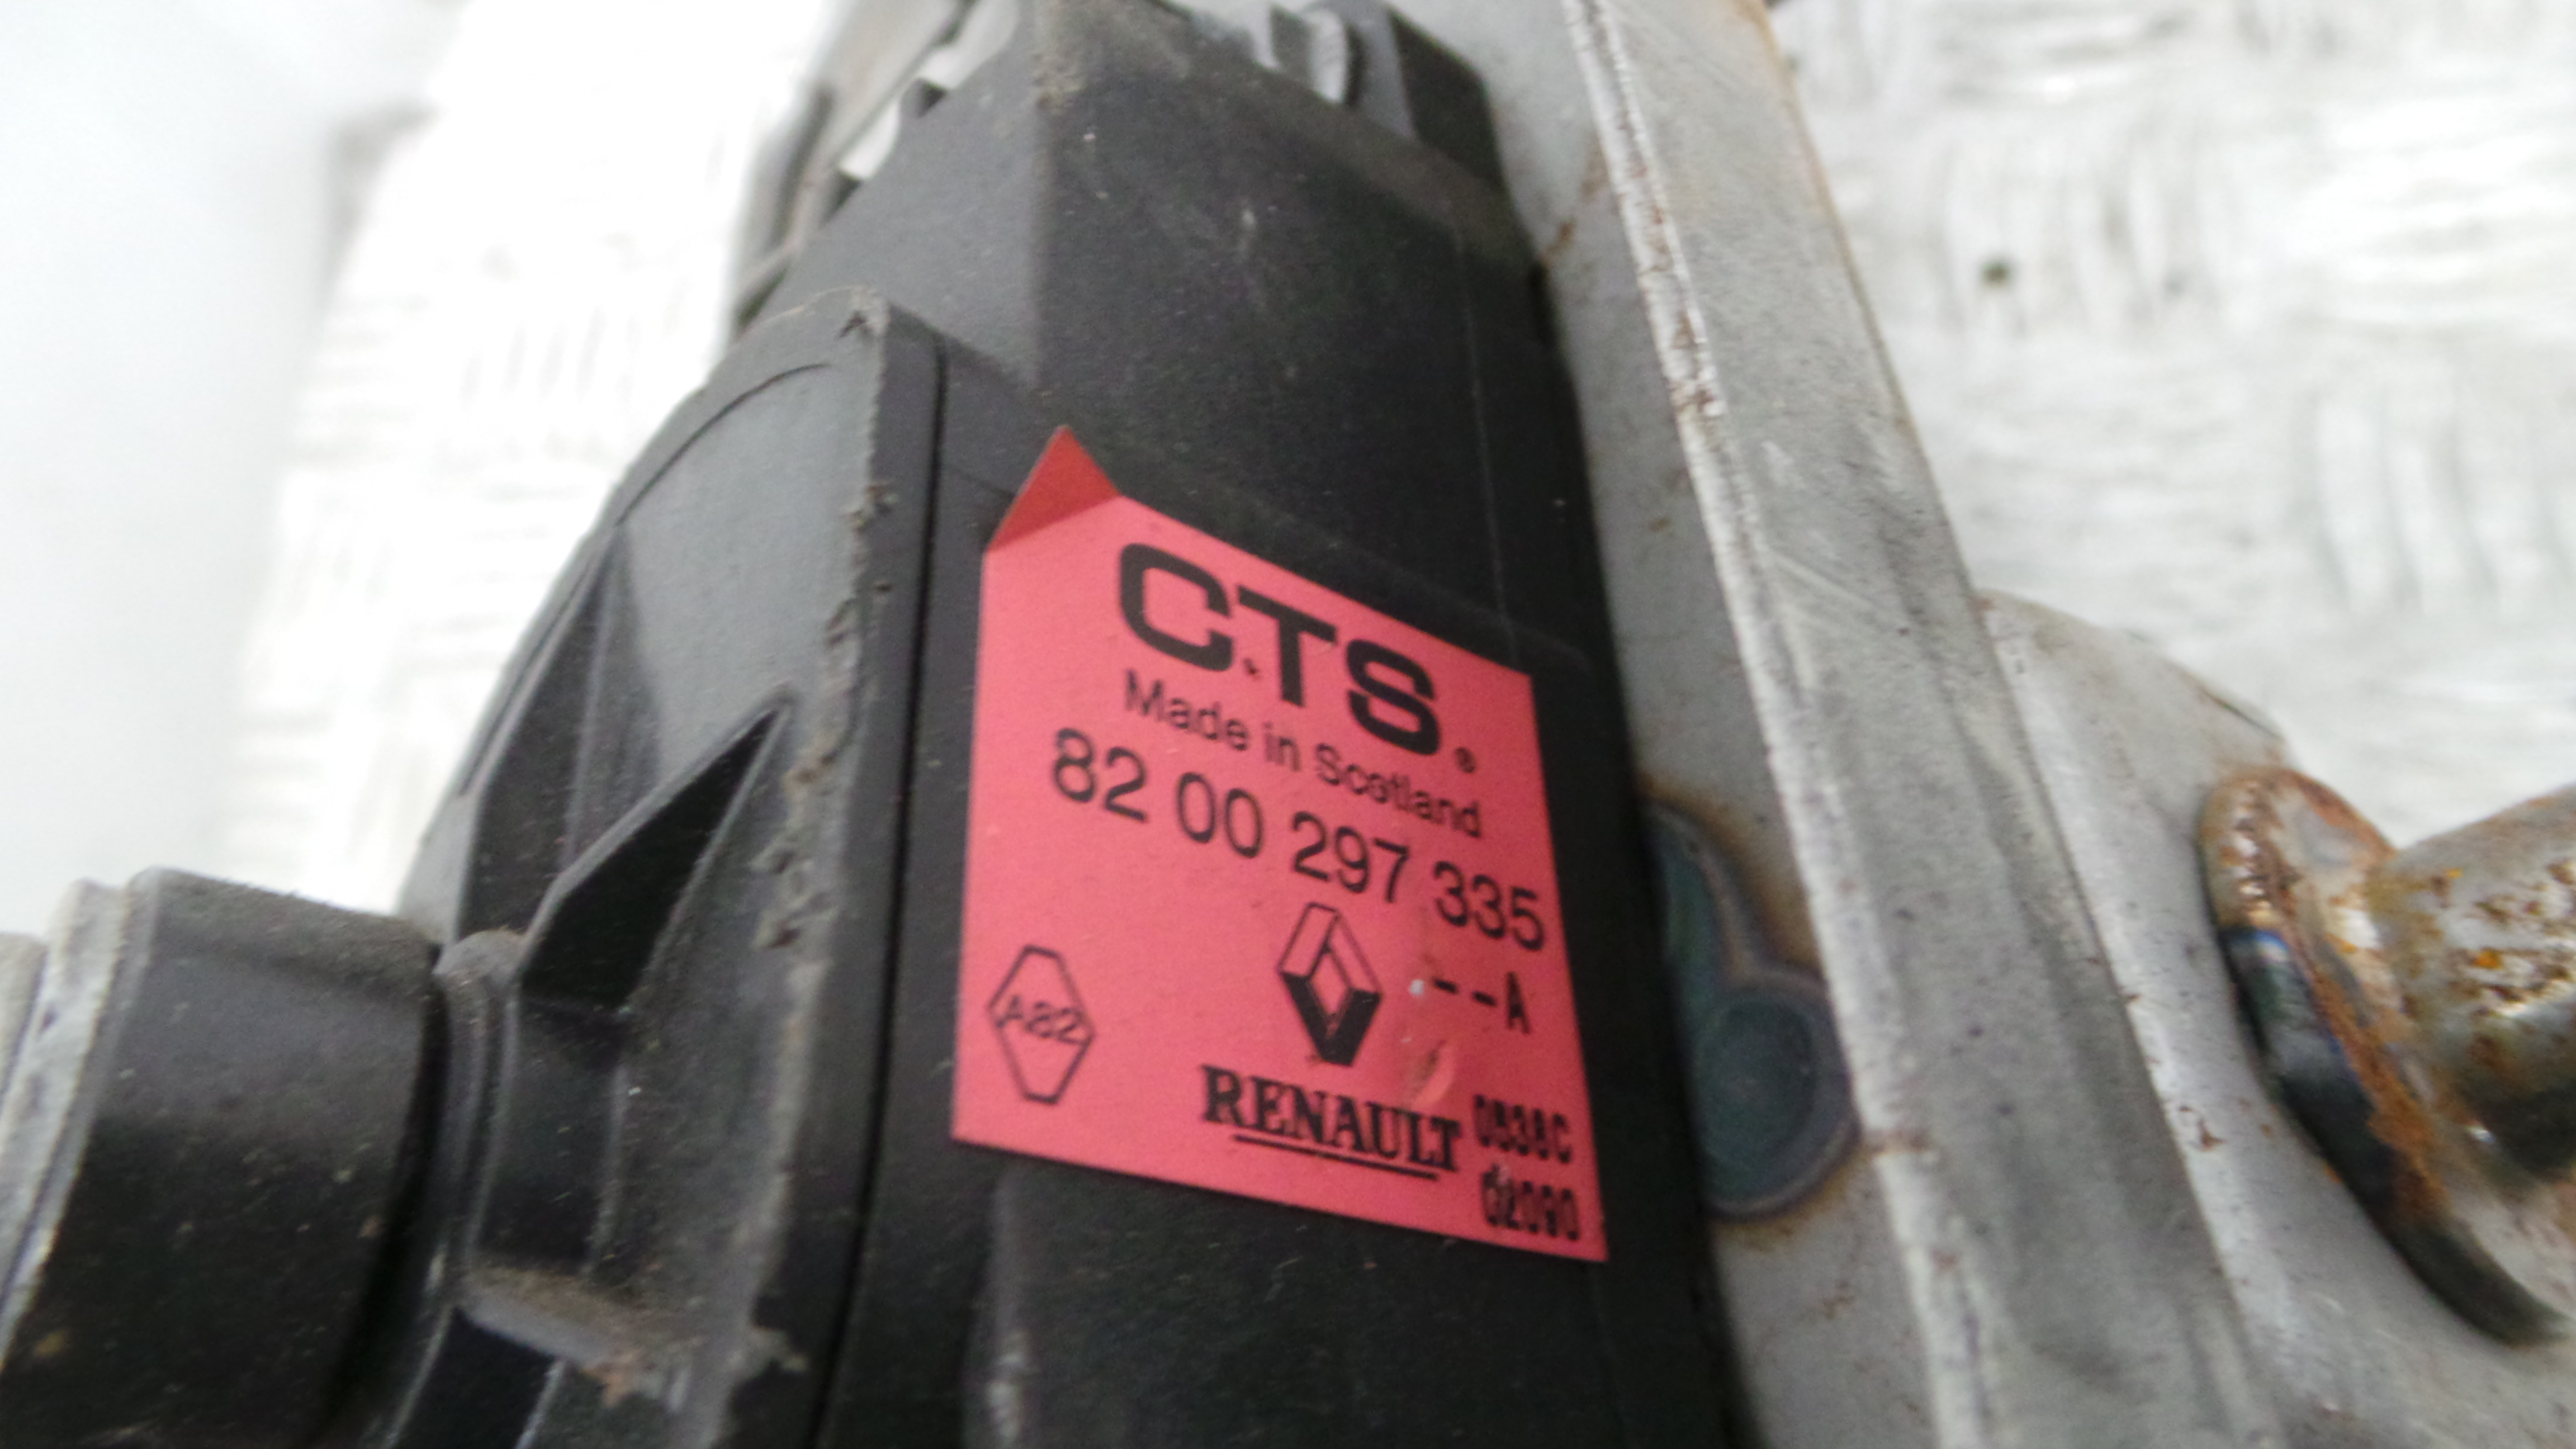 CTS®
Made in Scotland
82 00 297 335
--A
A82
RENAULT
0538C
02090